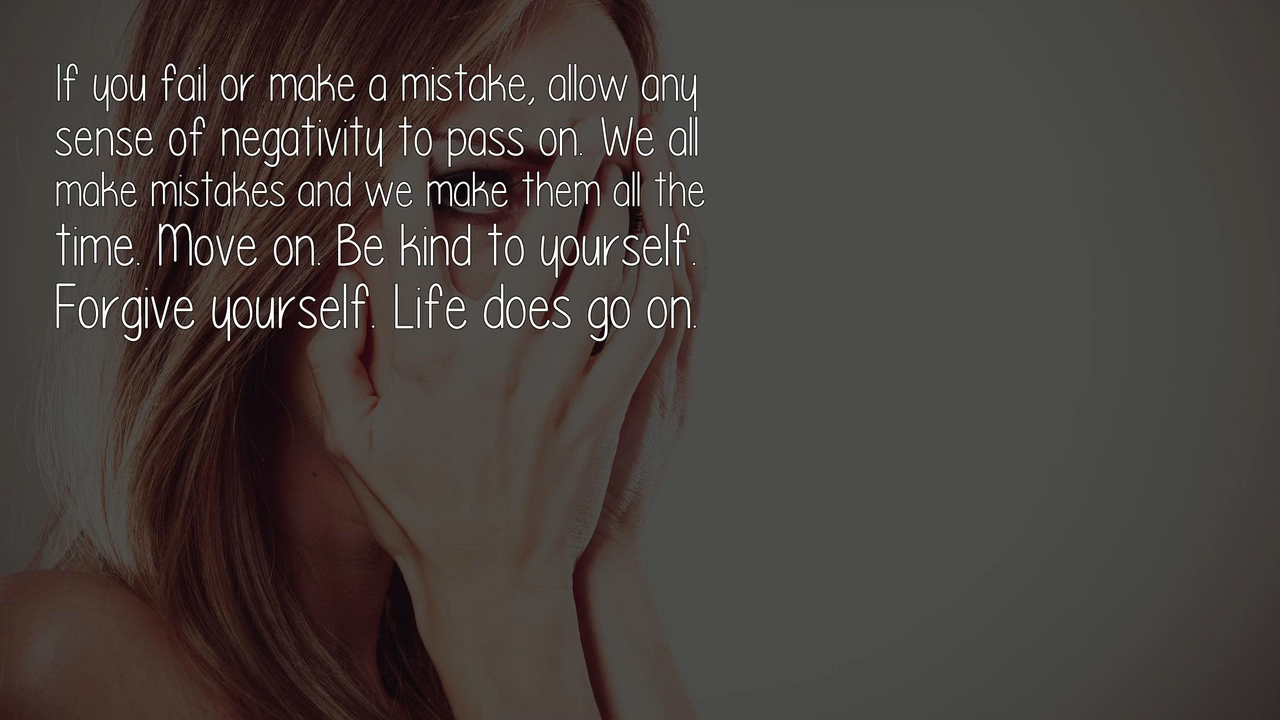 If you fail or make a mistake, allow any
sense of negativity to pass on. We all
make mistakes and we make them all the
time. Move on. Be kind to yourself.
Forgive yourself. Life does go on.